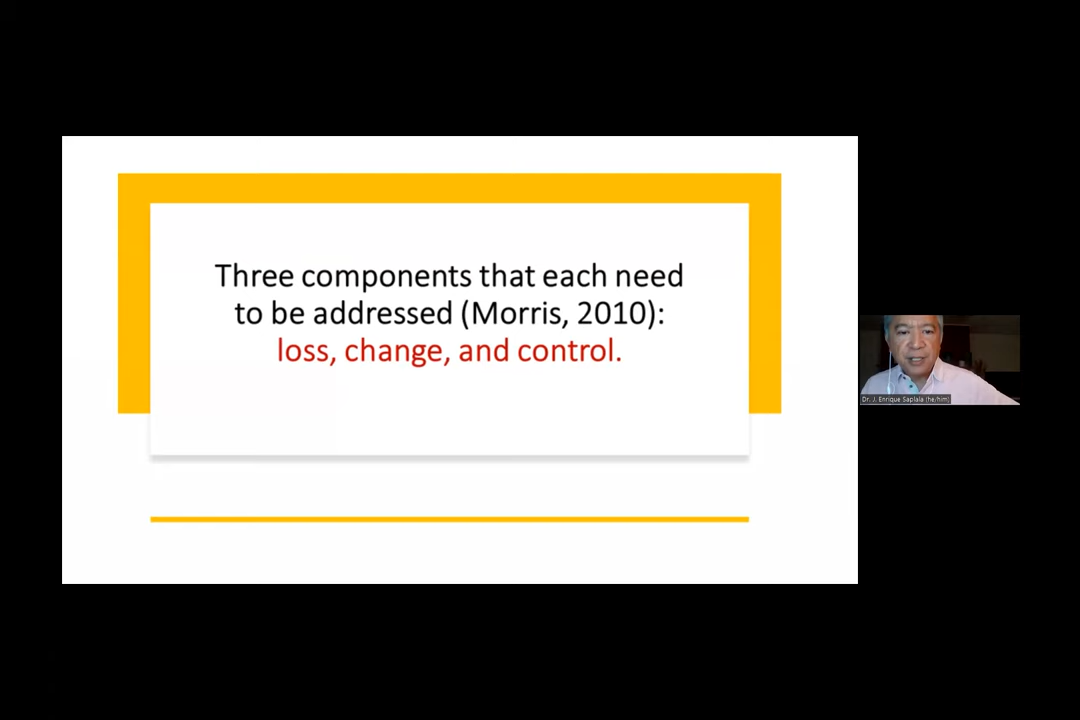 Three components that each need
to be addressed (Morris, 2010):
loss, change, and control.
Dr. J. Enrique Saplala (he/him)